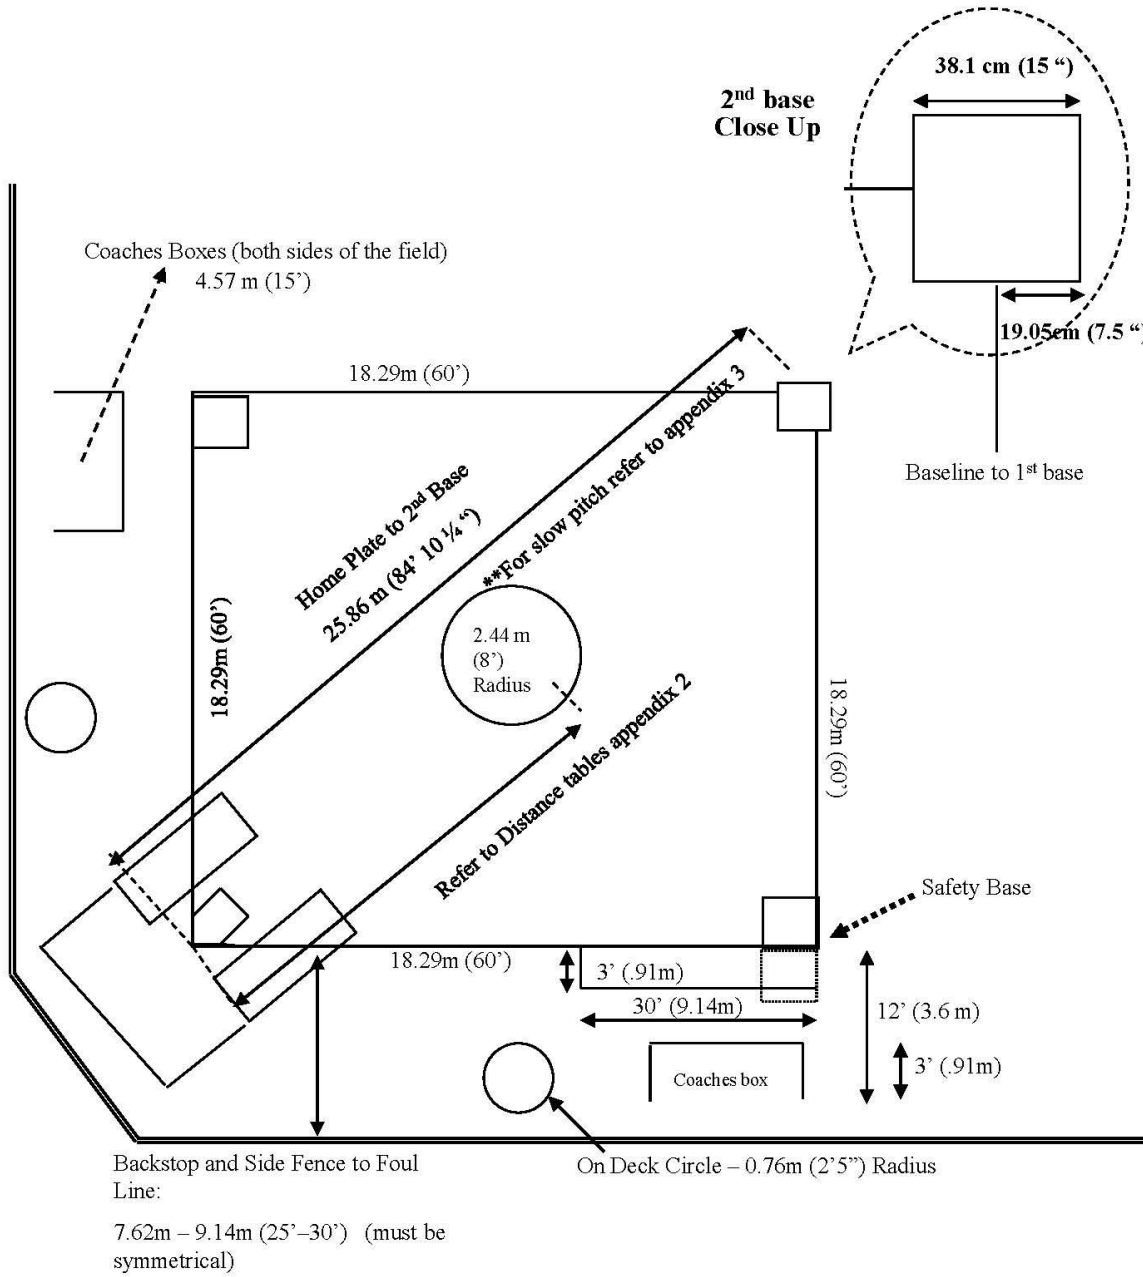 38.1 cm (15 “)
2nd base
Close Up
Coaches Boxes (both sides of the field)
4.57 m (15’)
19.05cm (7.5 “)
18.29m (60’)
Baseline to 1st base
Home Plate to 2nd Base
25.86 m (84’ 10 ¼ “)
**For slow pitch refer to appendix 3
18.29m (60’)
2.44 m
(8’)
Radius
Refer to Distance tables appendix 2
18.29m (60’)
Safety Base
18.29m (60’)
3’ (.91m)
30’ (9.14m)
12’ (3.6 m)
3’ (.91m)
Coaches box
Backstop and Side Fence to Foul
Line:
7.62m – 9.14m (25’–30’) (must be
symmetrical)
On Deck Circle – 0.76m (2’5”) Radius